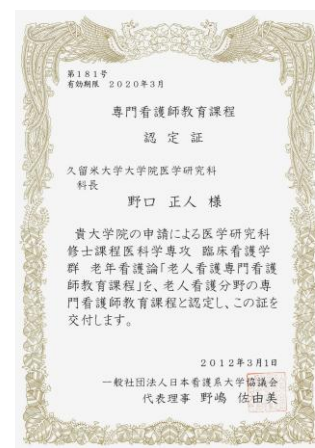 第181号
有効期限 2020年3月
専門看護師教育課程
認定証
久留米大学大学院医学研究科
科長
野口 正人 様
貴大学院の申請による医学研究科
修士課程医科学専攻 臨床看護学
群 老年看護論「老人看護専門看護
師教育課程」を、老人看護分野の専
門看護師教育課程と認定し、この証を
交付します。
2012年3月1日
一般社団法人日本看護系大学協議会
代表理事 野嶋 佐由美